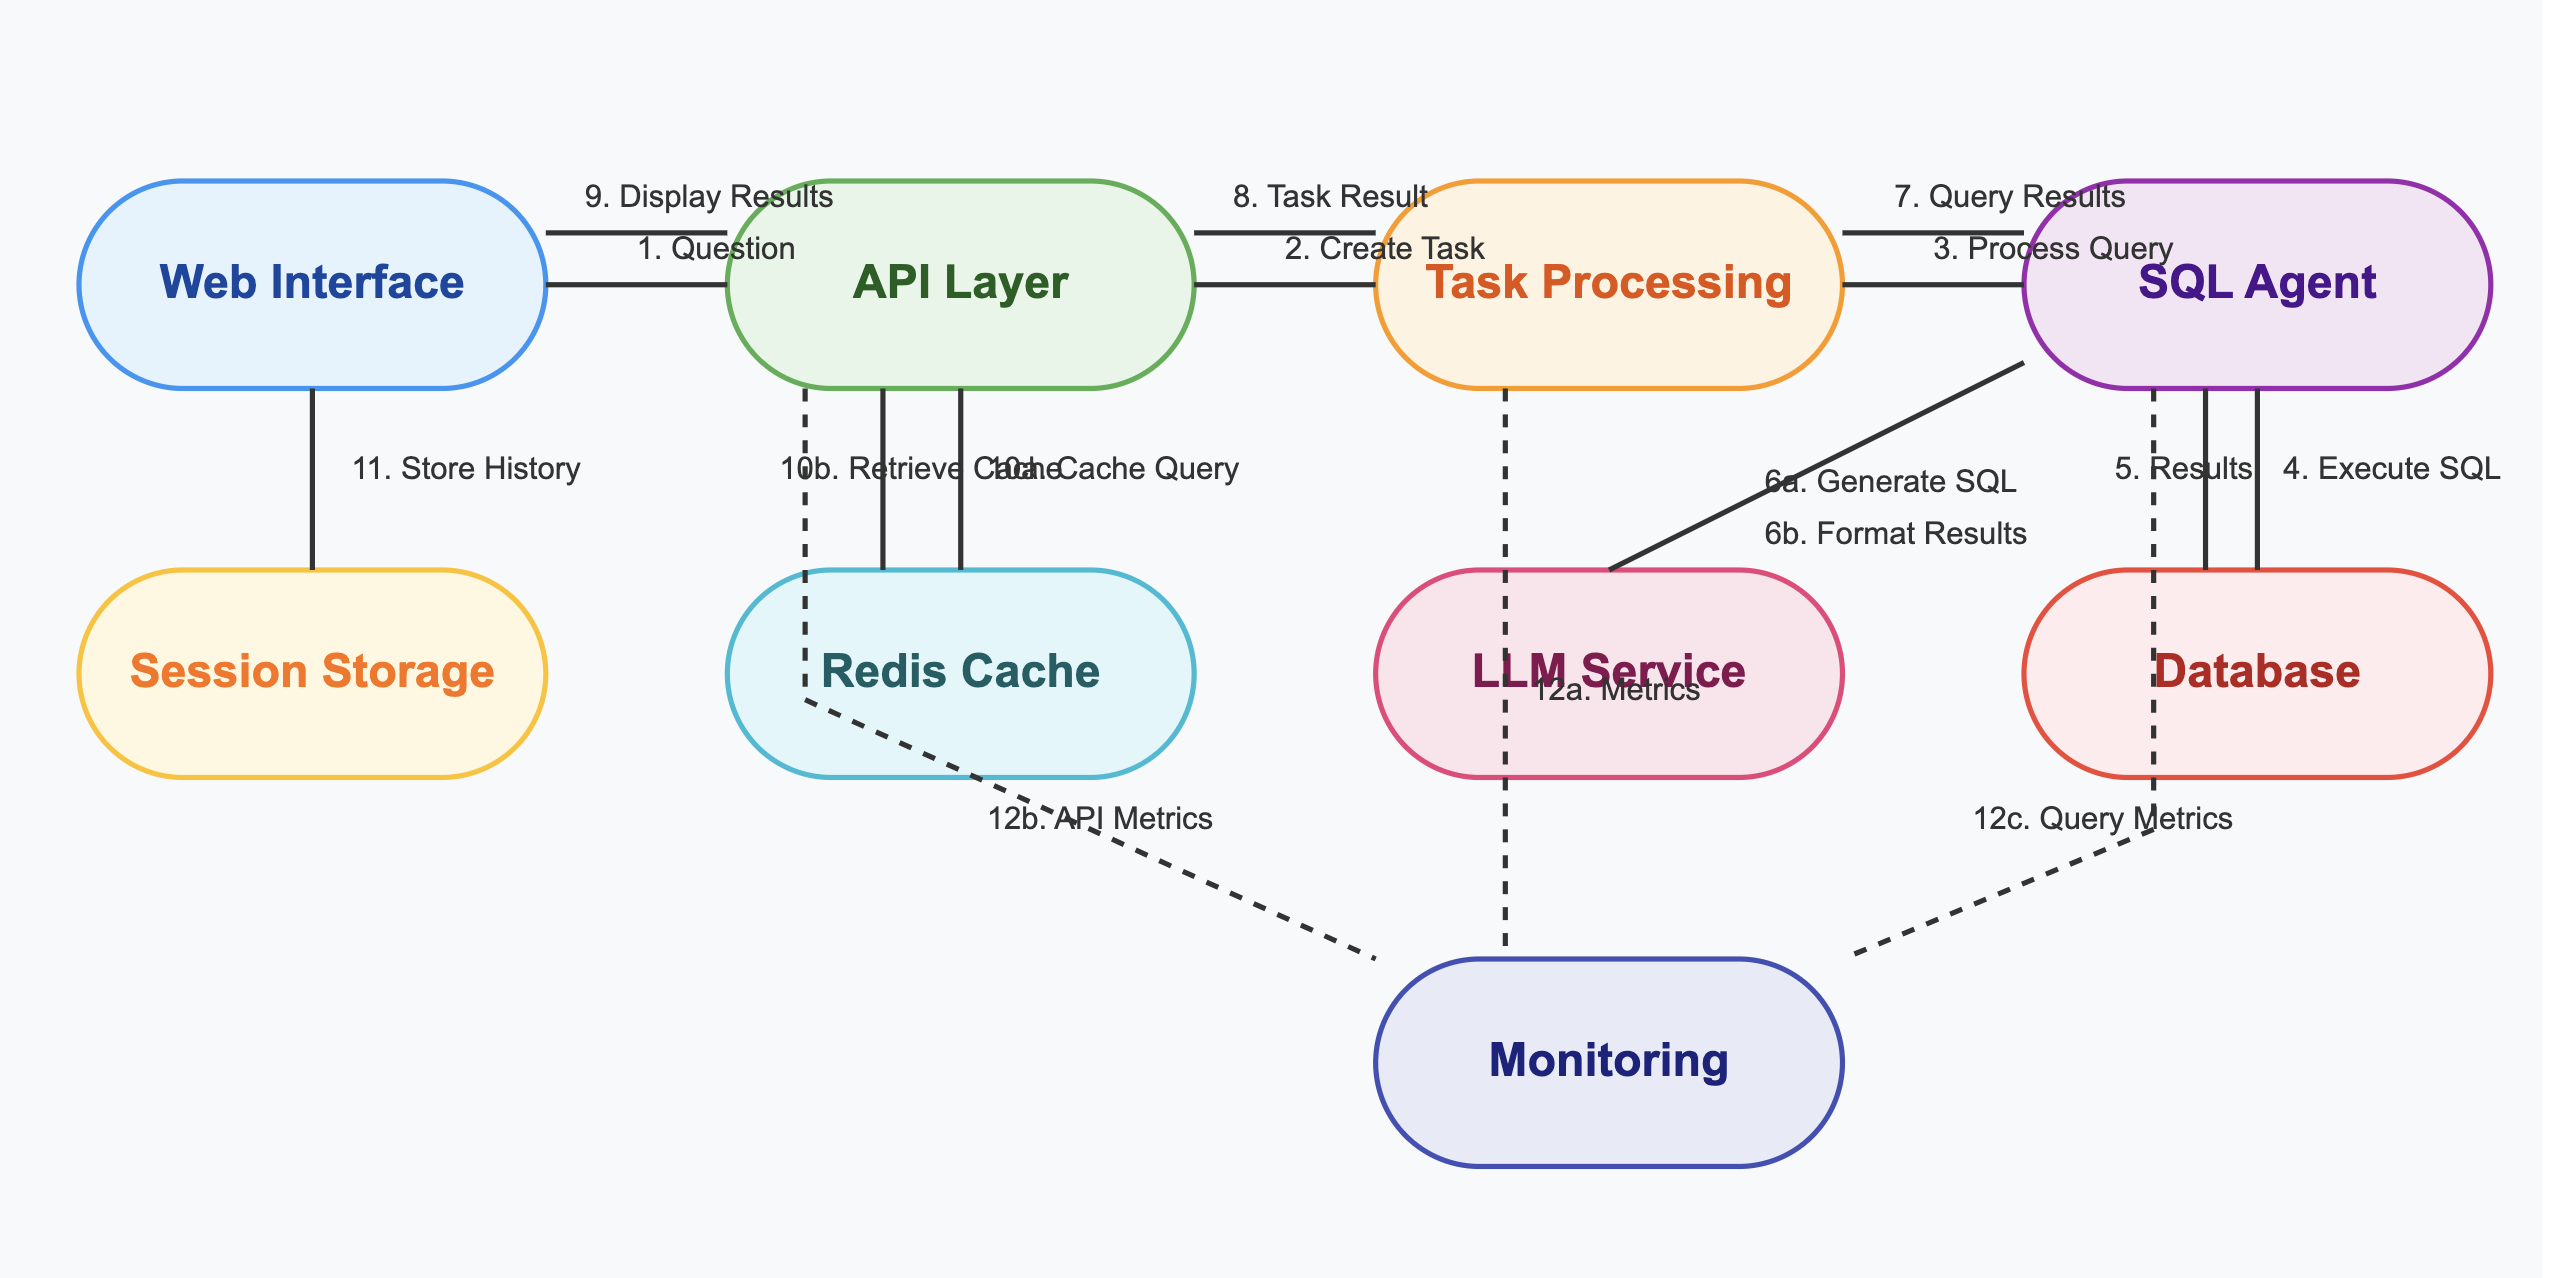 9. Display Results
8. Task Result
7. Query Results
1. Question
2. Create Task
3. Process Query
Web Interface
API Layer
Task Processing
SQL Agent
11. Store History
10b. Retrieve Cache
10a. Cache Query
6a. Generate SQL
5. Results
4. Execute SQL
6b. Format Results
Session Storage
Redis Cache
LLM Service
Database
12a. Metrics
12b. API Metrics
12c. Query Metrics
Monitoring